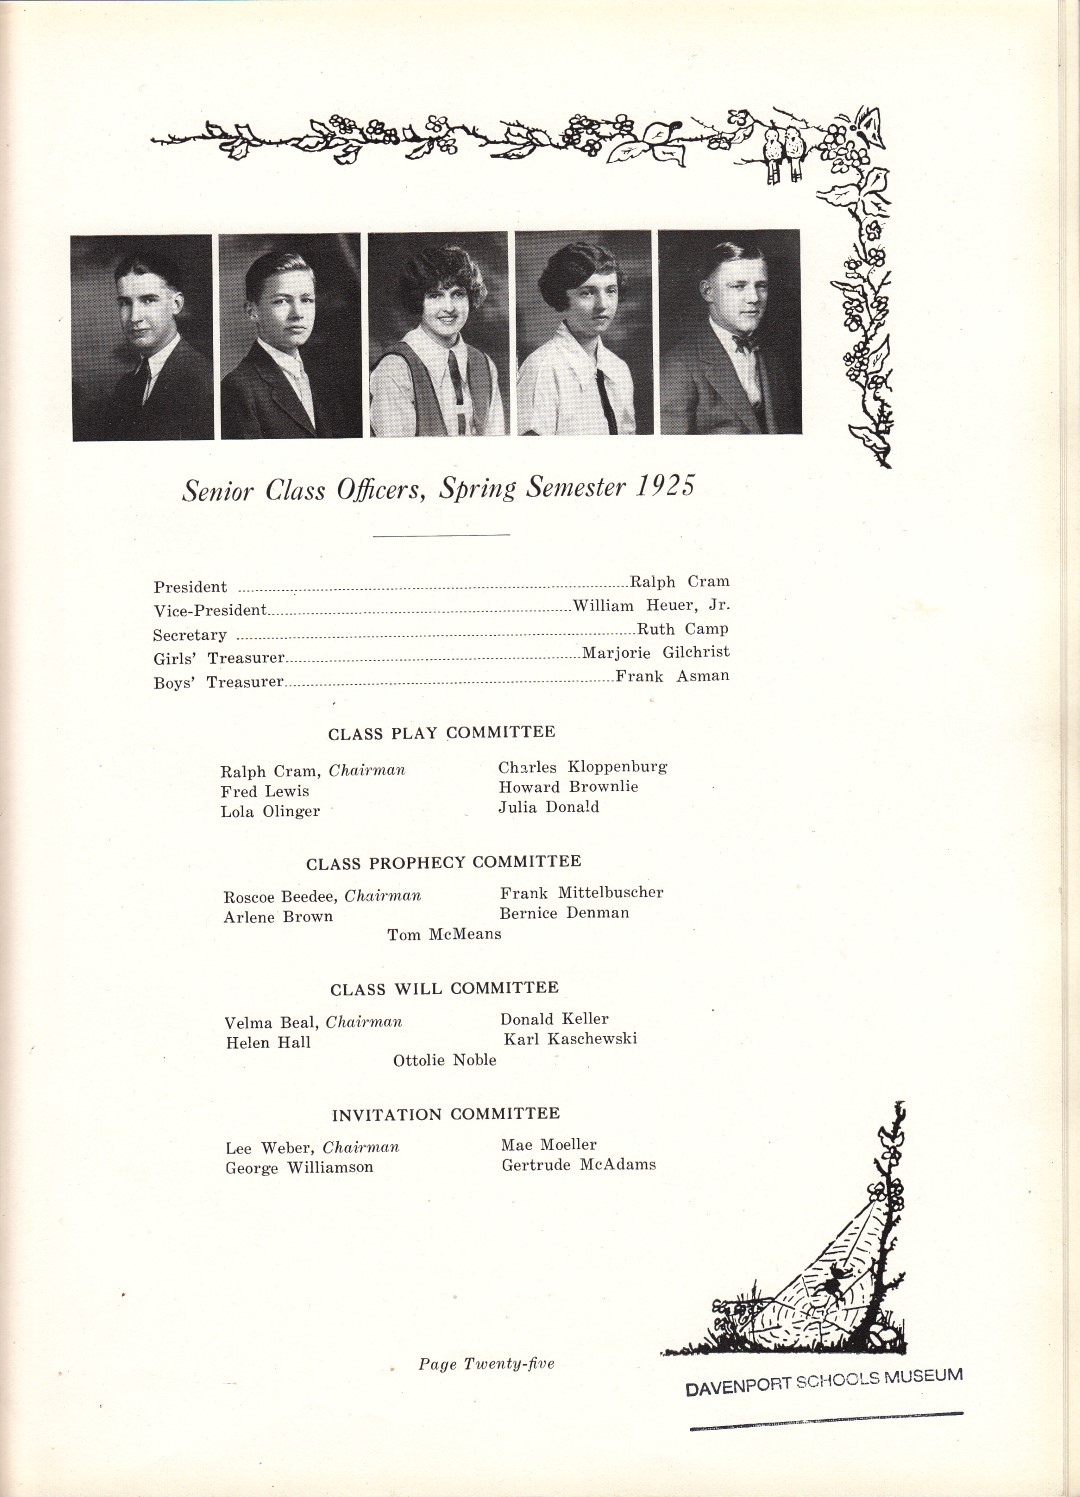 Senior Class Officers, Spring Semester 1925
President ........ Ralph Cram
Vice-President ........ William Heuer, Jr.
Secretary ........ Ruth Camp
Girls' Treasurer ........ Marjorie Gilchrist
Boys' Treasurer ........ Frank Asman
CLASS PLAY COMMITTEE
Ralph Cram, Chairman Charles Kloppenburg
Fred Lewis Howard Brownlie
Lola Olinger Julia Donald
CLASS PROPHECY COMMITTEE
Roscoe Beedee, Chairman Frank Mittelbuscher
Arlene Brown Bernice Denman
Tom McMeans
CLASS WILL COMMITTEE
Velma Beal, Chairman Donald Keller
Helen Hall Karl Kaschewski
Ottolie Noble
INVITATION COMMITTEE
Lee Weber, Chairman Mae Moeller
George Williamson Gertrude McAdams
Page Twenty-five
DAVENPORT SCHOOLS MUSEUM